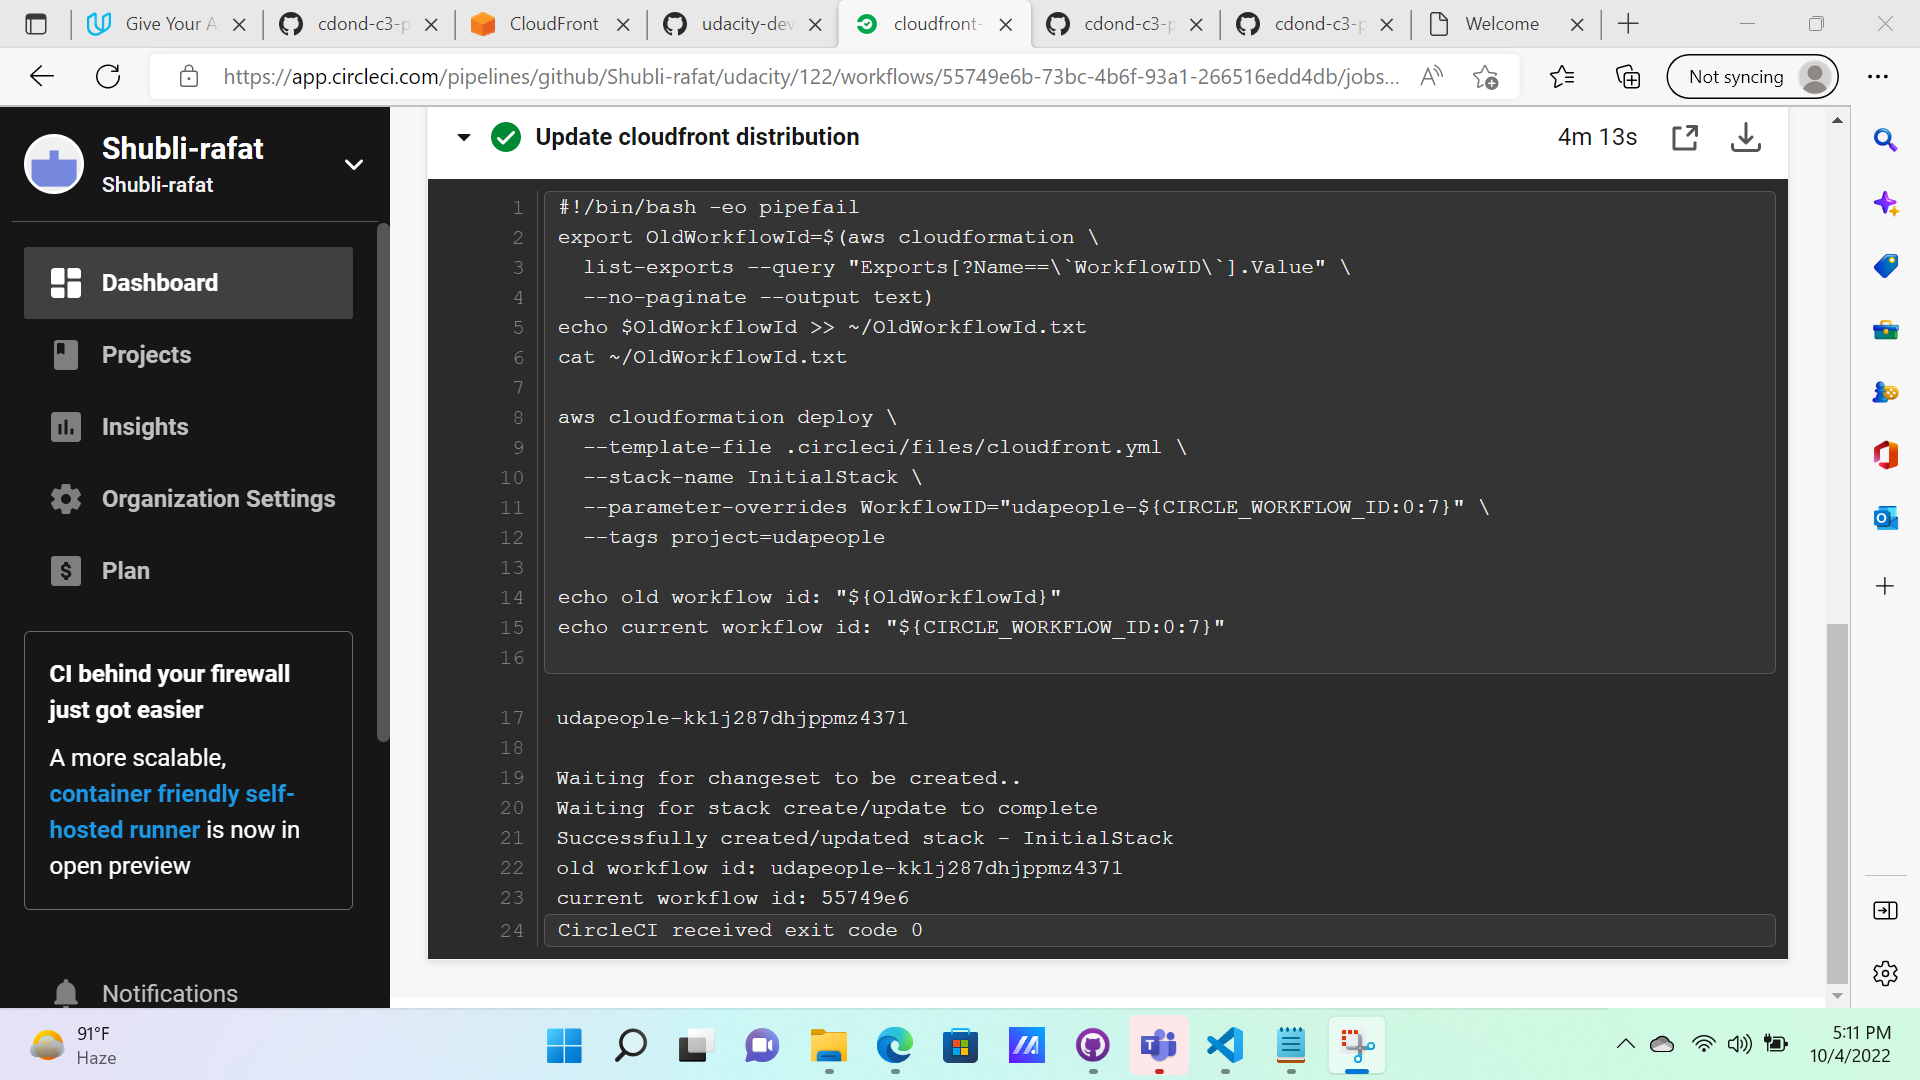 Give Your A
cdond-c3-p
CloudFront
udacity-dev
cloudfront-
cdond-c3-p
cdond-c3-p
Welcome
https://app.circleci.com/pipelines/github/Shubli-rafat/udacity/122/workflows/55749e6b-73bc-4b6f-93a1-266516edd4db/jobs...
Not syncing
Shubli-rafat
Shubli-rafat
Dashboard
Projects
Insights
Organization Settings
Plan
CI behind your firewall
just got easier
A more scalable,
container friendly self-
hosted runner is now in
open preview
Notifications
Update cloudfront distribution
4m 13s
1 #!/bin/bash -eo pipefail
2 export OldWorkflowId=$(aws cloudformation \
3 list-exports --query "Exports[?Name==\`WorkflowID\`].Value" \
4 --no-paginate --output text)
5 echo $OldWorkflowId >> ~/OldWorkflowId.txt
6 cat ~/OldWorkflowId.txt
7
8 aws cloudformation deploy \
9 --template-file .circleci/files/cloudfront.yml \
10 --stack-name InitialStack \
11 --parameter-overrides WorkflowID="udapeople-${CIRCLE_WORKFLOW_ID:0:7}" \
12 --tags project=udapeople
13
14 echo old workflow id: "${OldWorkflowId}"
15 echo current workflow id: "${CIRCLE_WORKFLOW_ID:0:7}"
16
17 udapeople-kk1j287dhjppmz4371
18
19 Waiting for changeset to be created..
20 Waiting for stack create/update to complete
21 Successfully created/updated stack - InitialStack
22 old workflow id: udapeople-kk1j287dhjppmz4371
23 current workflow id: 55749e6
24 CircleCI received exit code 0
91°F
Haze
5:11 PM
10/4/2022